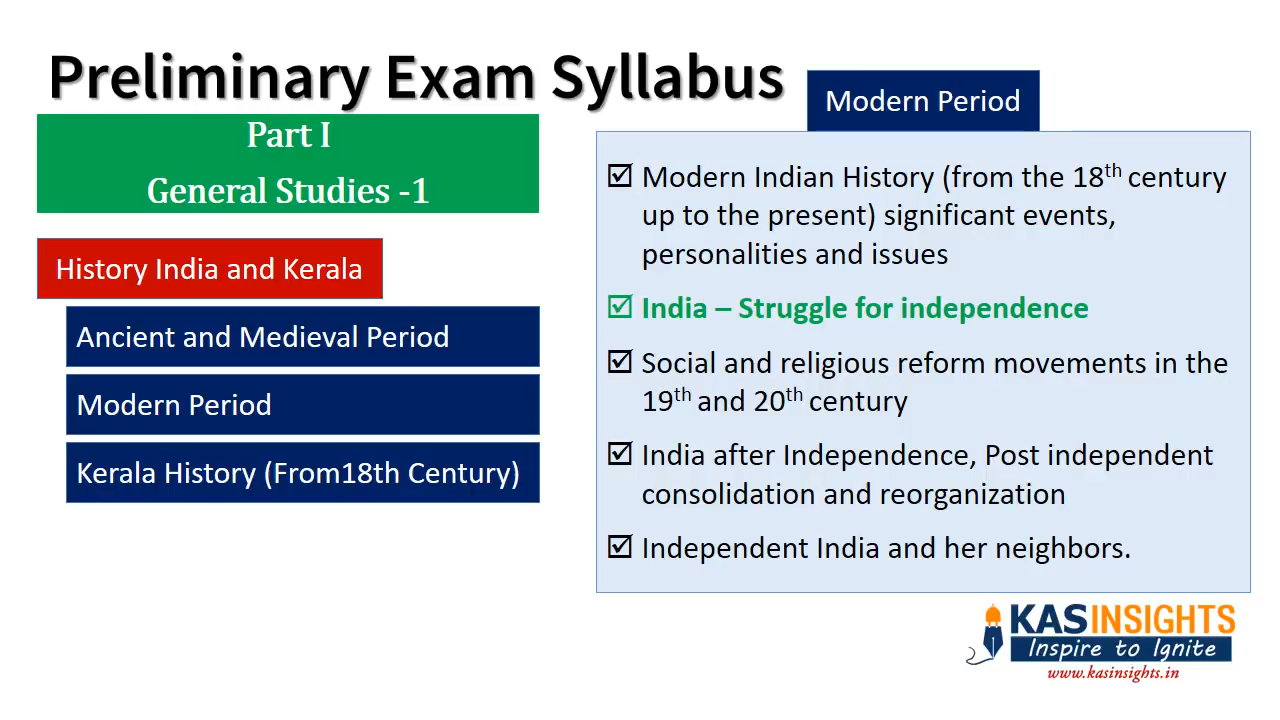 Preliminary Exam Syllabus
Part I
General Studies -1
History India and Kerala
Ancient and Medieval Period
Modern Period
Kerala History (From18th Century)
Modern Period
Modern Indian History (from the 18th century
up to the present) significant events,
personalities and issues
India – Struggle for independence
Social and religious reform movements in the
19th and 20th century
India after Independence, Post independent
consolidation and reorganization
Independent India and her neighbors.
KASINSIGHTS
Inspire to Ignite
www.kasinsights.in